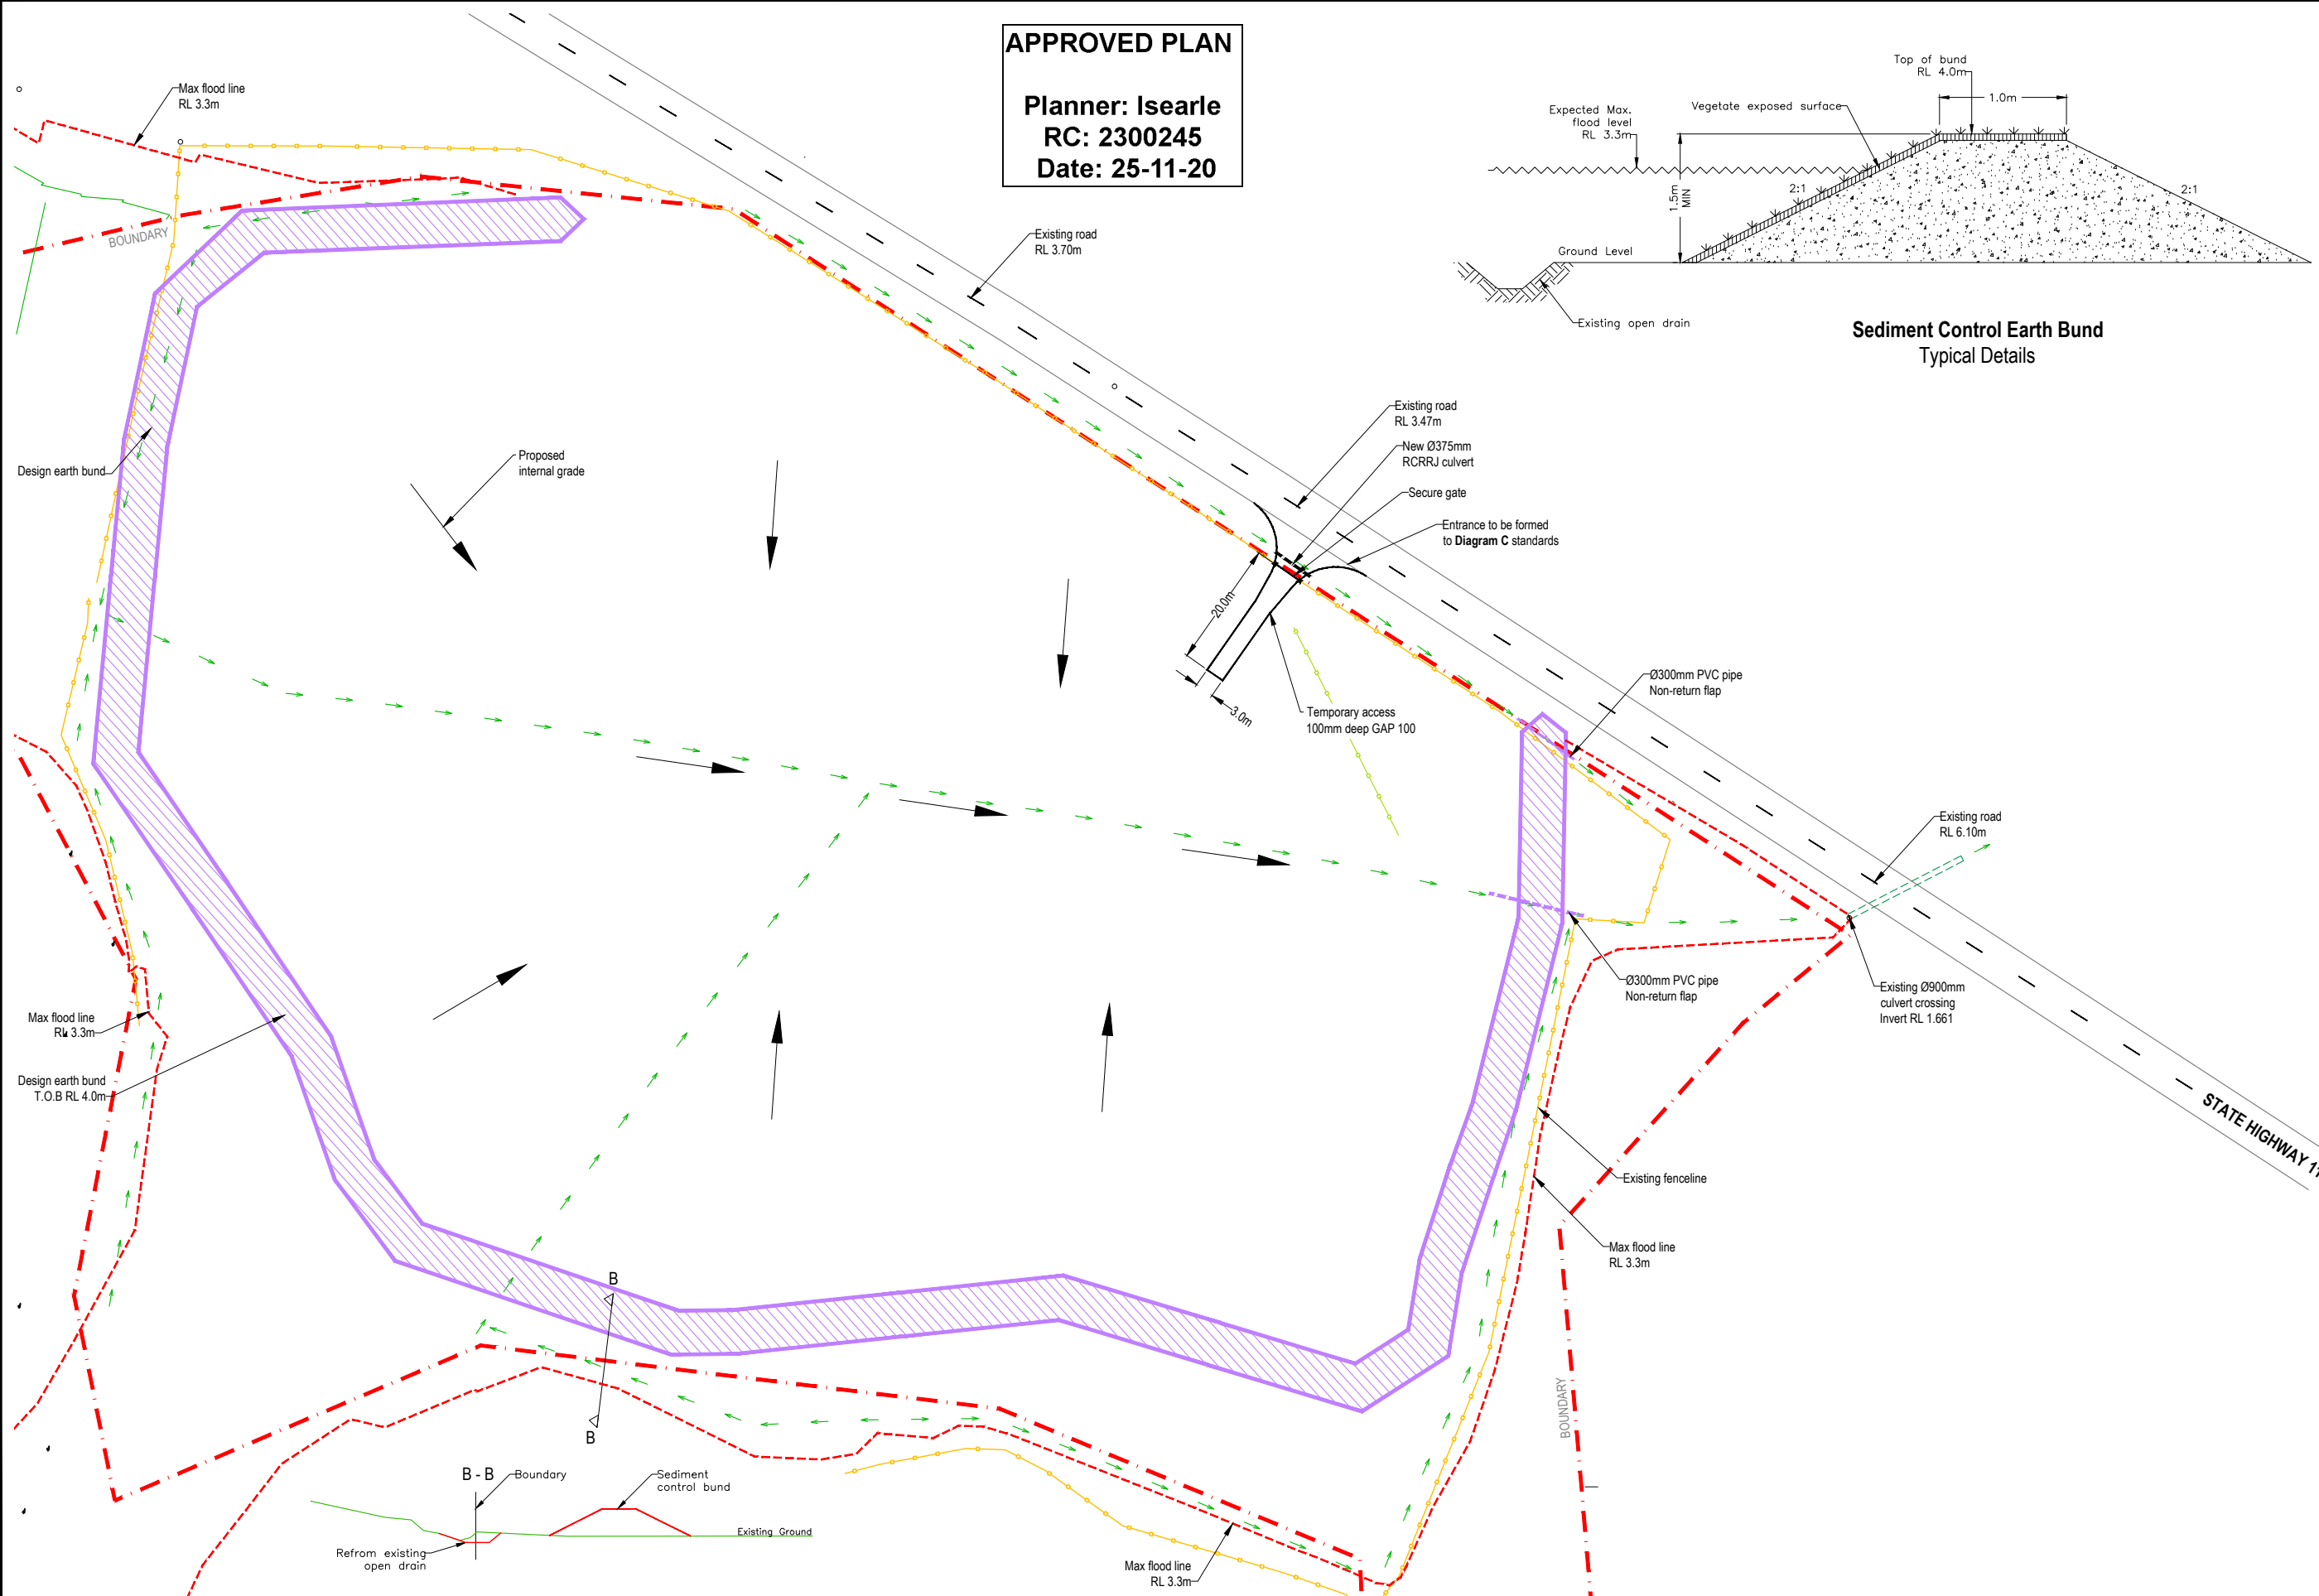 APPROVED PLAN
Planner: lsearle
RC: 2300245
Date: 25-11-20
Max flood line
RL 3.3m
BOUNDARY
Existing road
RL 3.70m
Top of bund
RL 4.0m
1.0m
Expected Max.
flood level
RL 3.3m
Vegetate exposed surface
1.5m
MIN
2:1
2:1
Ground Level
Existing open drain
Sediment Control Earth Bund
Typical Details
Design earth bund
Proposed
internal grade
Existing road
RL 3.47m
New Ø375mm
RCRRJ culvert
Secure gate
Entrance to be formed
to Diagram C standards
20.0m
3.0m
Temporary access
100mm deep GAP 100
Ø300mm PVC pipe
Non-return flap
Existing road
RL 6.10m
Ø300mm PVC pipe
Non-return flap
Existing Ø900mm
culvert crossing
Invert RL 1.661
STATE HIGHWAY 11
Max flood line
RL 3.3m
Design earth bund
T.O.B RL 4.0m
Existing fenceline
Max flood line
RL 3.3m
BOUNDARY
B
B
B - B
Boundary
Sediment
control bund
Existing Ground
Refrom existing
open drain
Max flood line
RL 3.3m